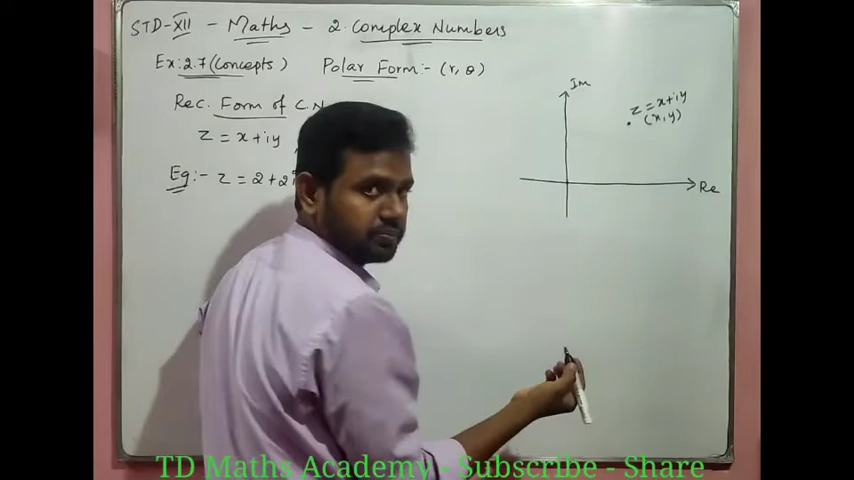 STD-XII - Maths - 2. Complex Numbers
Ex: 2.7 (Concepts) Polar Form:- (r, θ)
Rec. Form of C.N
z = x+iy
Eg:- z = 2+2i
Im
z = x+iy
(x,y)
Re
TD Maths Academy - Subscribe - Share